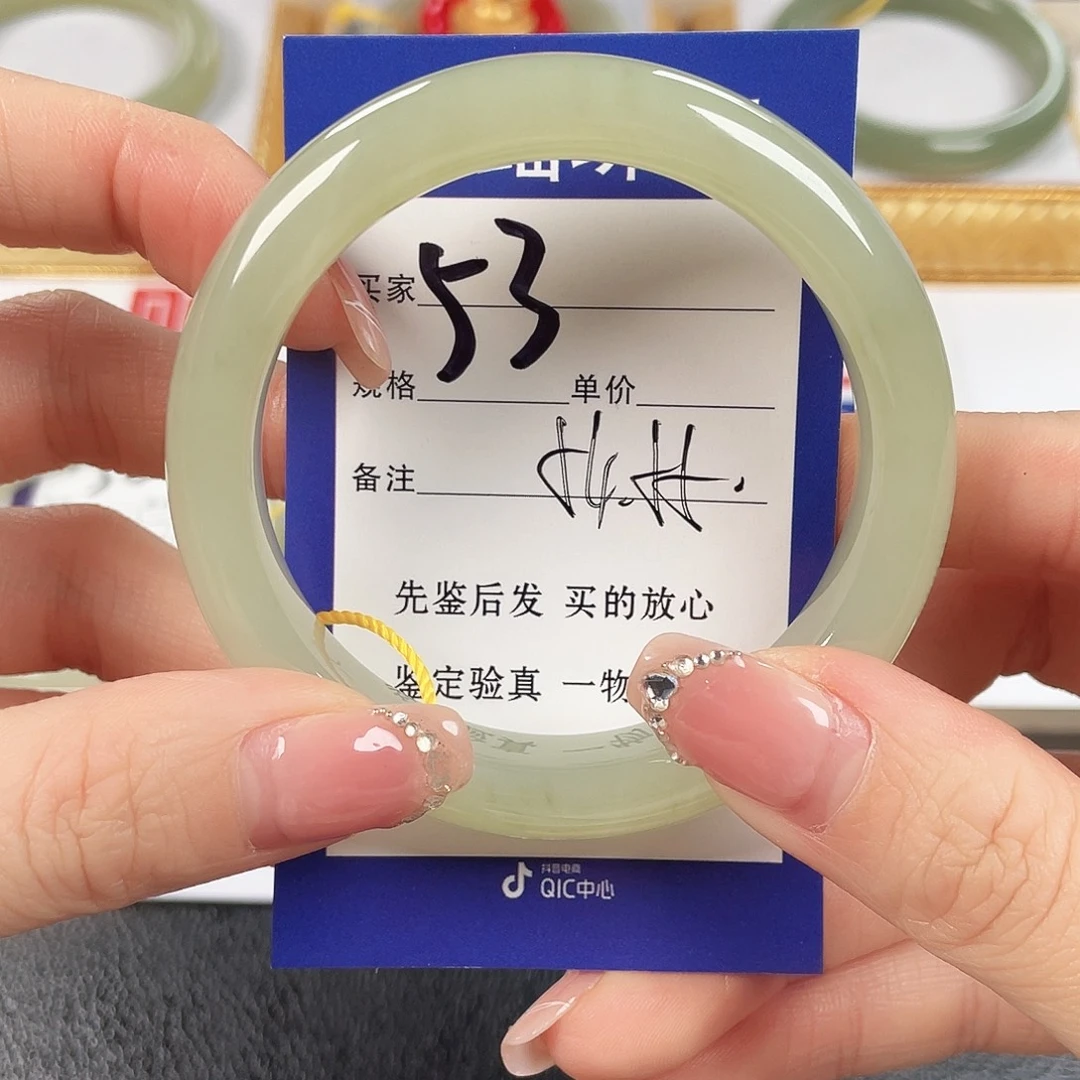 买家 53
规格 单价
备注
先鉴后发 买的放心
鉴定验真 一物
抖音电商
QIC中心